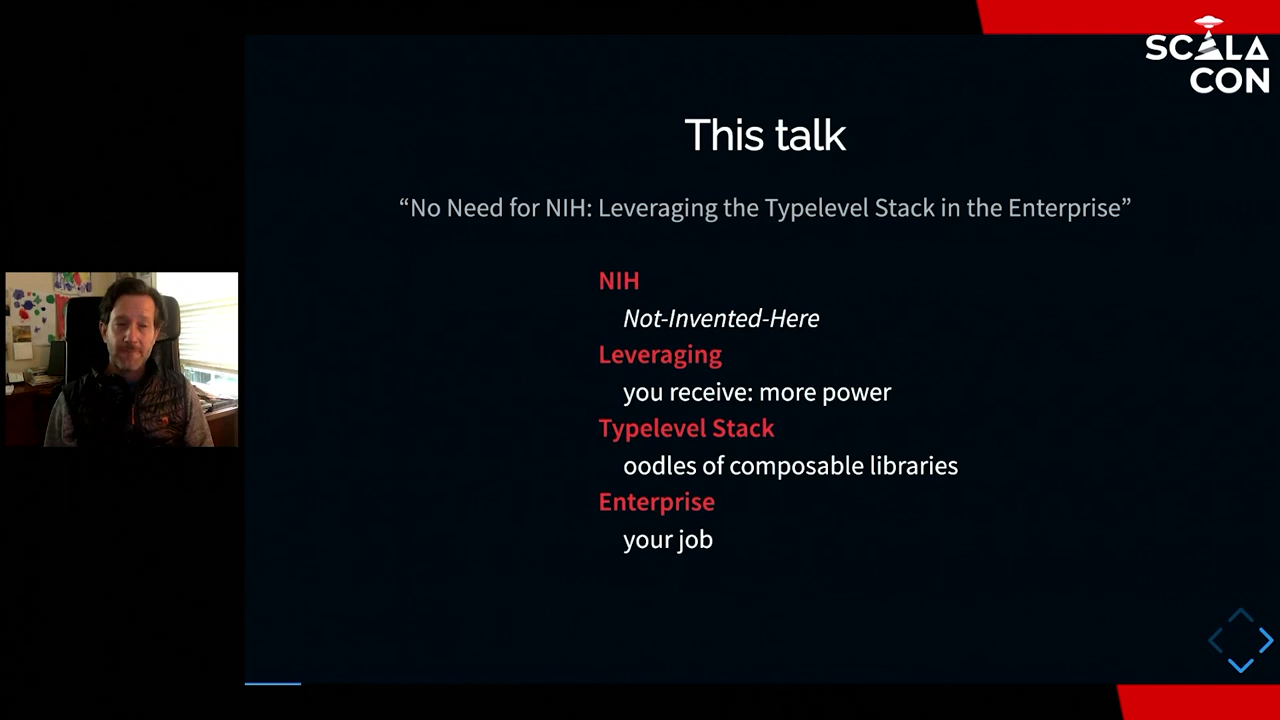 SCALA
CON
This talk
“No Need for NIH: Leveraging the Typelevel Stack in the Enterprise”
NIH
Not-Invented-Here
Leveraging
you receive: more power
Typelevel Stack
oodles of composable libraries
Enterprise
your job